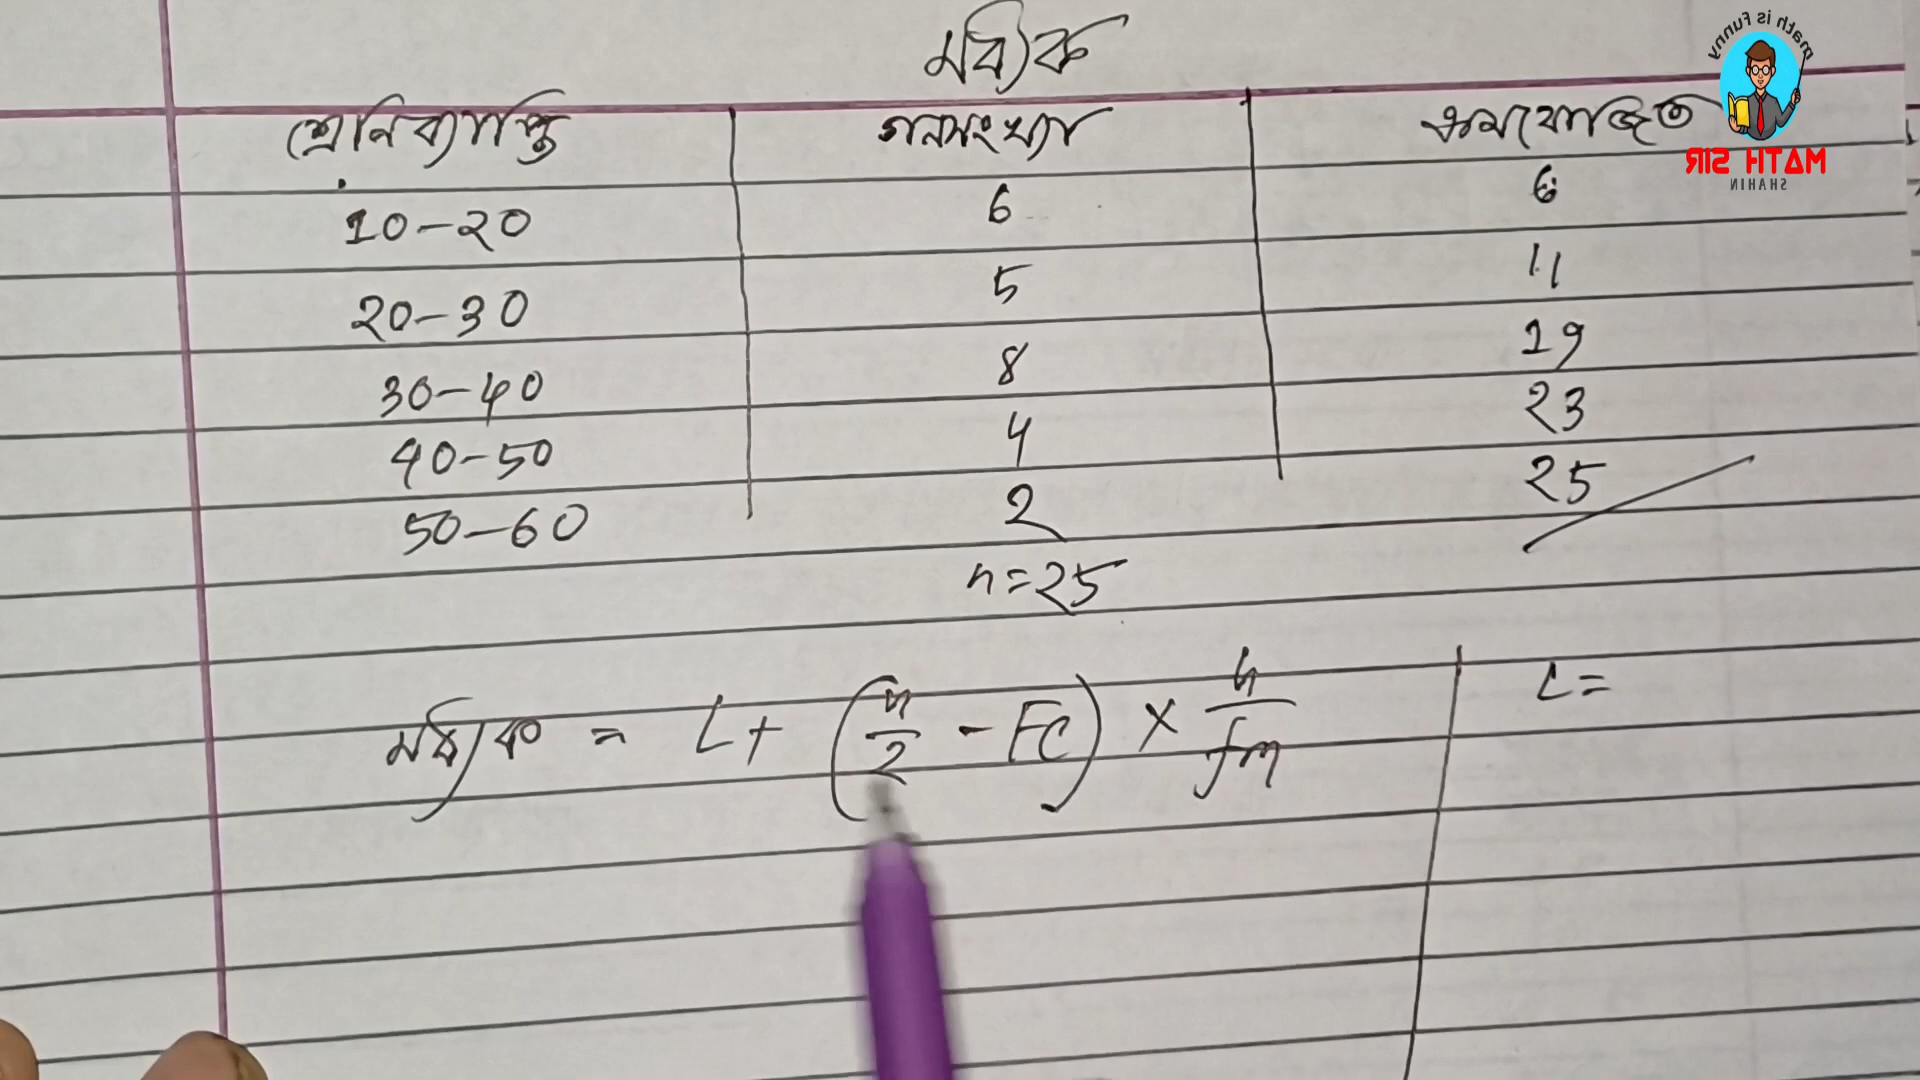 মধ্যক
শ্রেনিব্যাপ্তি গনসংখ্যা ক্রমযোজিত
10-20 6 6
20-30 5 11
30-40 8 19
40-50 4 23
50-60 2 25
n=25
মধ্যক = L+ (n/2 - FC) × h/fm L=
math is Funny
MATH SIR
SHAHIN